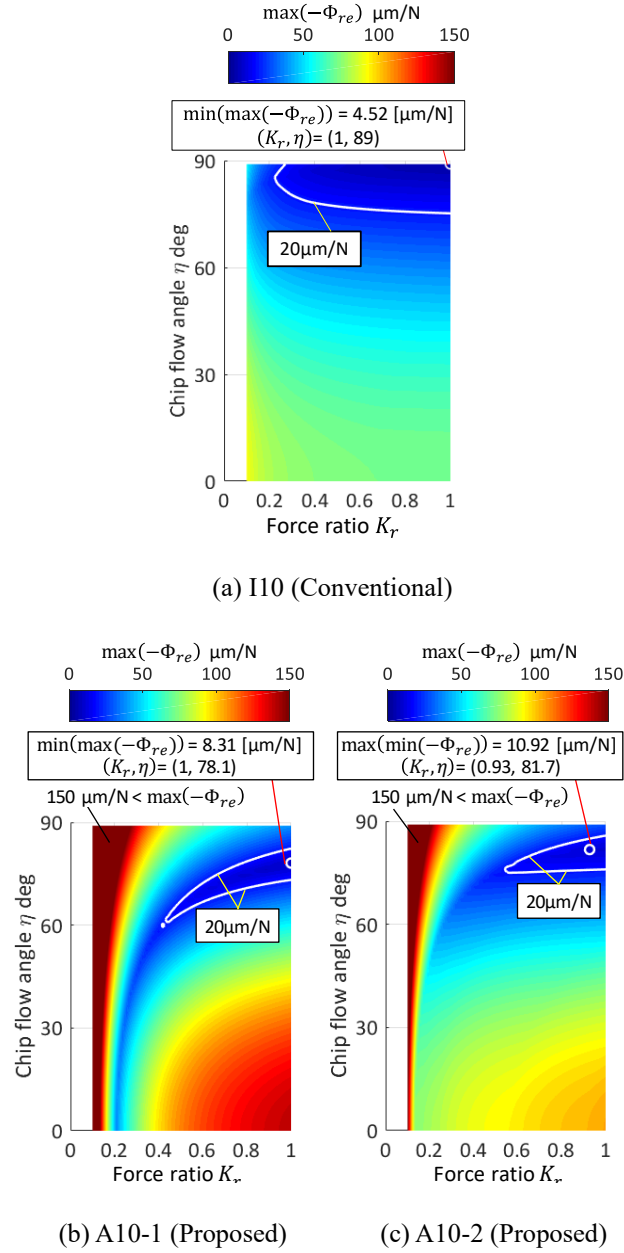 max(−Φ_re) μm/N
0 50 100 150
min(max(−Φ_re)) = 4.52 [μm/N]
(K_r, η)= (1, 89)
90
20μm/N
60
30
0
Chip flow angle η deg
0 0.2 0.4 0.6 0.8 1
Force ratio K_r
(a) I10 (Conventional)
max(−Φ_re) μm/N
0 50 100 150
min(max(−Φ_re)) = 8.31 [μm/N]
(K_r, η)= (1, 78.1)
150 μm/N < max(−Φ_re)
90
60
20μm/N
30
0
Chip flow angle η deg
0 0.2 0.4 0.6 0.8 1
Force ratio K_r
(b) A10-1 (Proposed)
max(−Φ_re) μm/N
0 50 100 150
max(min(−Φ_re)) = 10.92 [μm/N]
(K_r, η)= (0.93, 81.7)
150 μm/N < max(−Φ_re)
90
20μm/N
60
30
0
Chip flow angle η deg
0 0.2 0.4 0.6 0.8 1
Force ratio K_r
(c) A10-2 (Proposed)